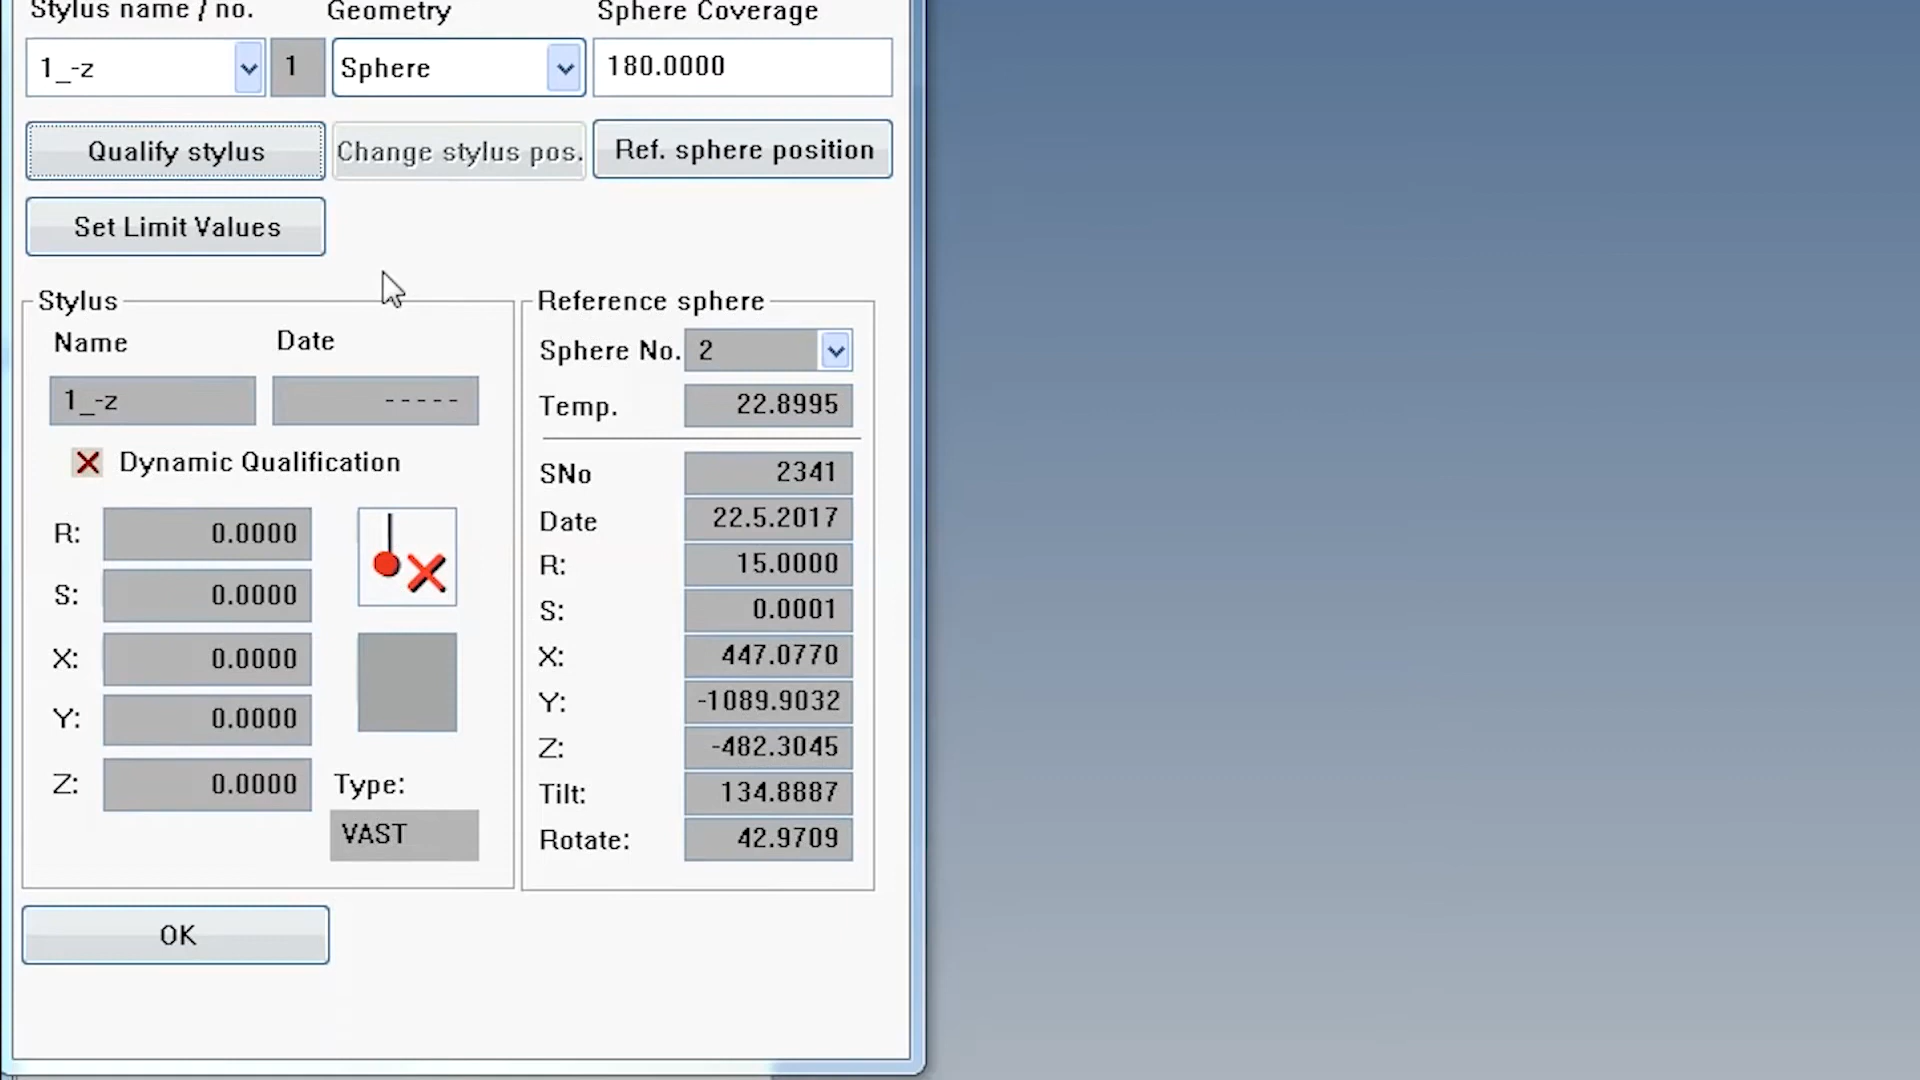 Stylus name / no. Geometry Sphere Coverage
1_-z 1 Sphere 180.0000
Qualify stylus Change stylus pos. Ref. sphere position
Set Limit Values
Stylus
Name Date
1_-z -----
Dynamic Qualification
R: 0.0000
S: 0.0000
X: 0.0000
Y: 0.0000
Z: 0.0000
Type:
VAST
Reference sphere
Sphere No. 2
Temp. 22.8995
SNo 2341
Date 22.5.2017
R: 15.0000
S: 0.0001
X: 447.0770
Y: -1089.9032
Z: -482.3045
Tilt: 134.8887
Rotate: 42.9709
OK